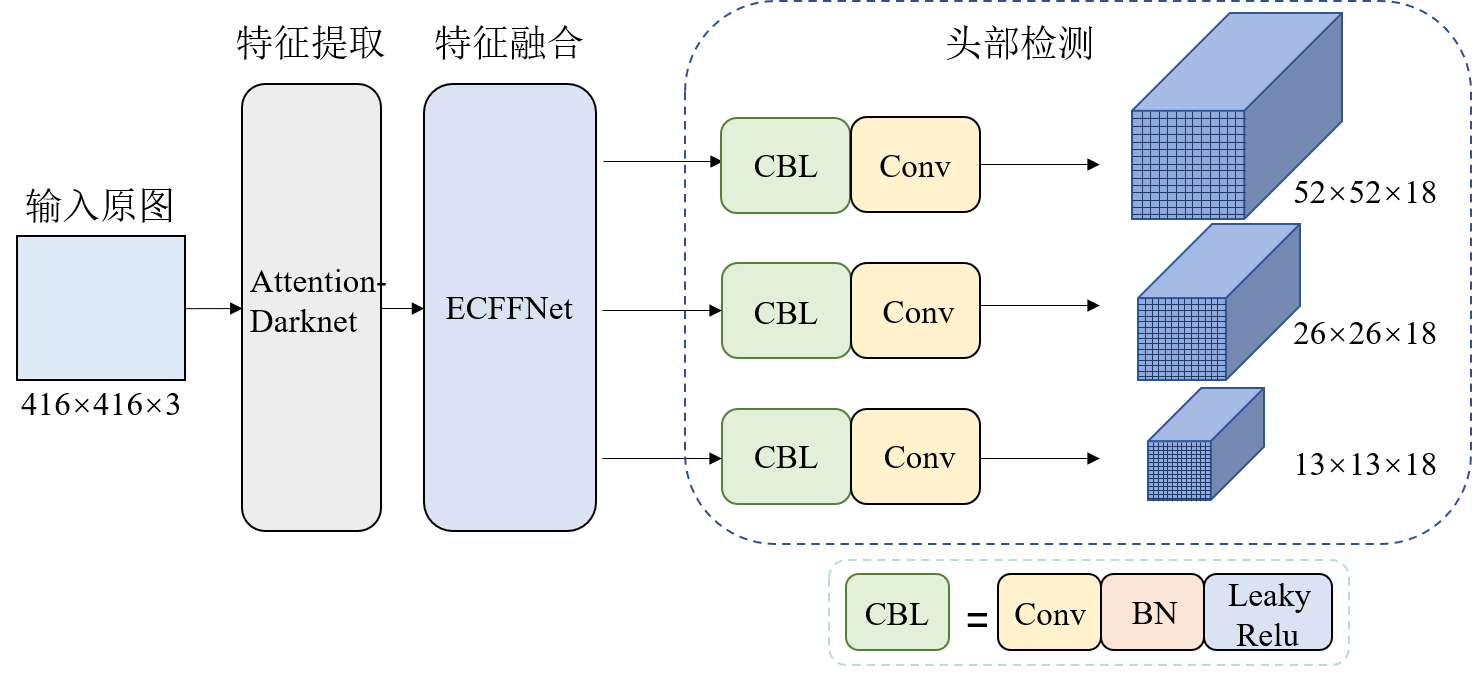 特征提取
特征融合
头部检测
输入原图
416×416×3
Attention-
Darknet
ECFFNet
CBL
Conv
52×52×18
CBL
Conv
26×26×18
CBL
Conv
13×13×18
CBL
=
Conv
BN
Leaky
Relu